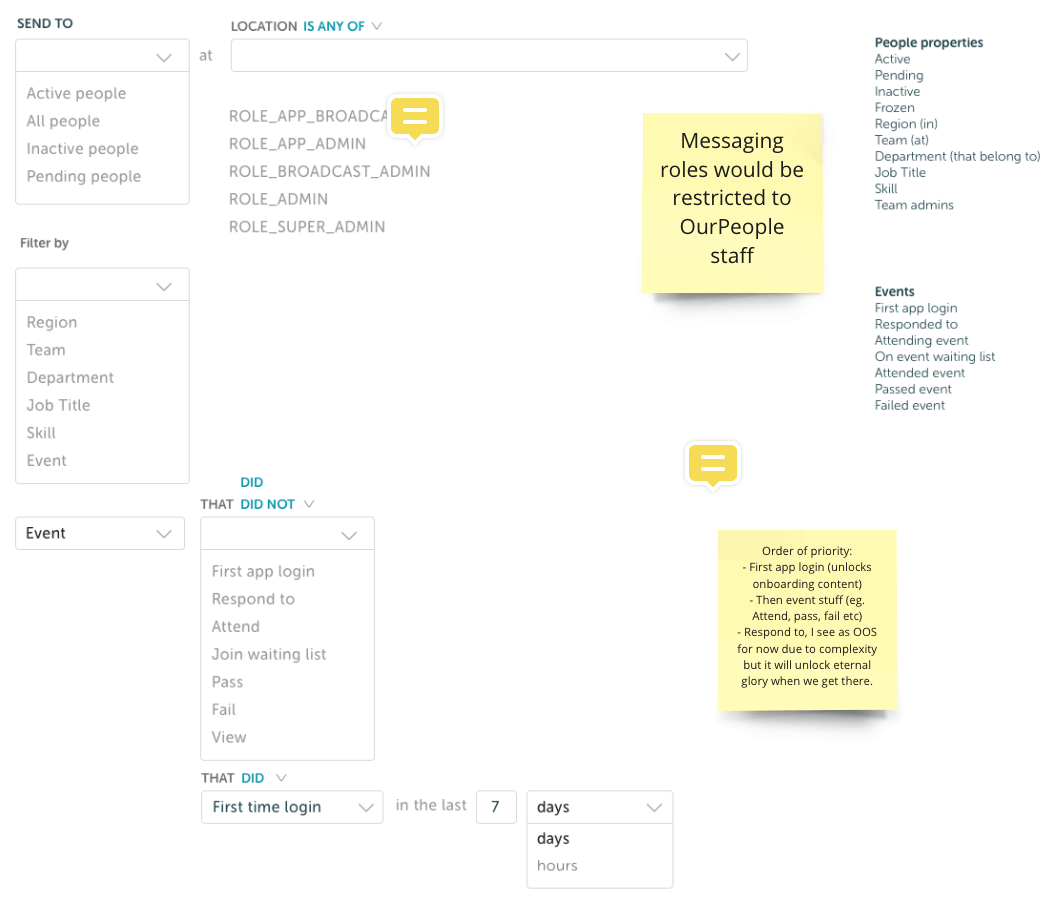 SEND TO
at
LOCATION IS ANY OF
Active people
All people
Inactive people
Pending people
ROLE_APP_ADMIN
ROLE_BROADCAST_ADMIN
ROLE_ADMIN
ROLE_SUPER_ADMIN
Messaging
roles would be
restricted to
OurPeople
staff
People properties
Active
Pending
Inactive
Frozen
Region (in)
Team (at)
Department (that belong to)
Job Title
Skill
Team admins
Filter by
Region
Team
Department
Job Title
Skill
Event
Events
First app login
Responded to
Attending event
On event waiting list
Attended event
Passed event
Failed event
DID
THAT DID NOT
Event
First app login
Respond to
Attend
Join waiting list
Pass
Fail
View
Order of priority:
- First app login (unlocks
onboarding content)
- Then event stuff (eg.
Attend, pass, fail etc)
- Respond to, I see as OOS
for now due to complexity
but it will unlock eternal
glory when we get there.
THAT DID
First time login
in the last
7
days
days
hours